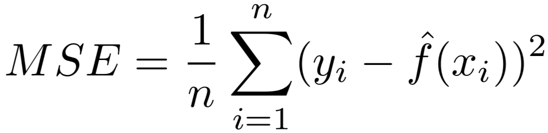 $MSE = \frac{1}{n} \sum_{i=1}^{n} (y_i - \hat{f}(x_i))^2$